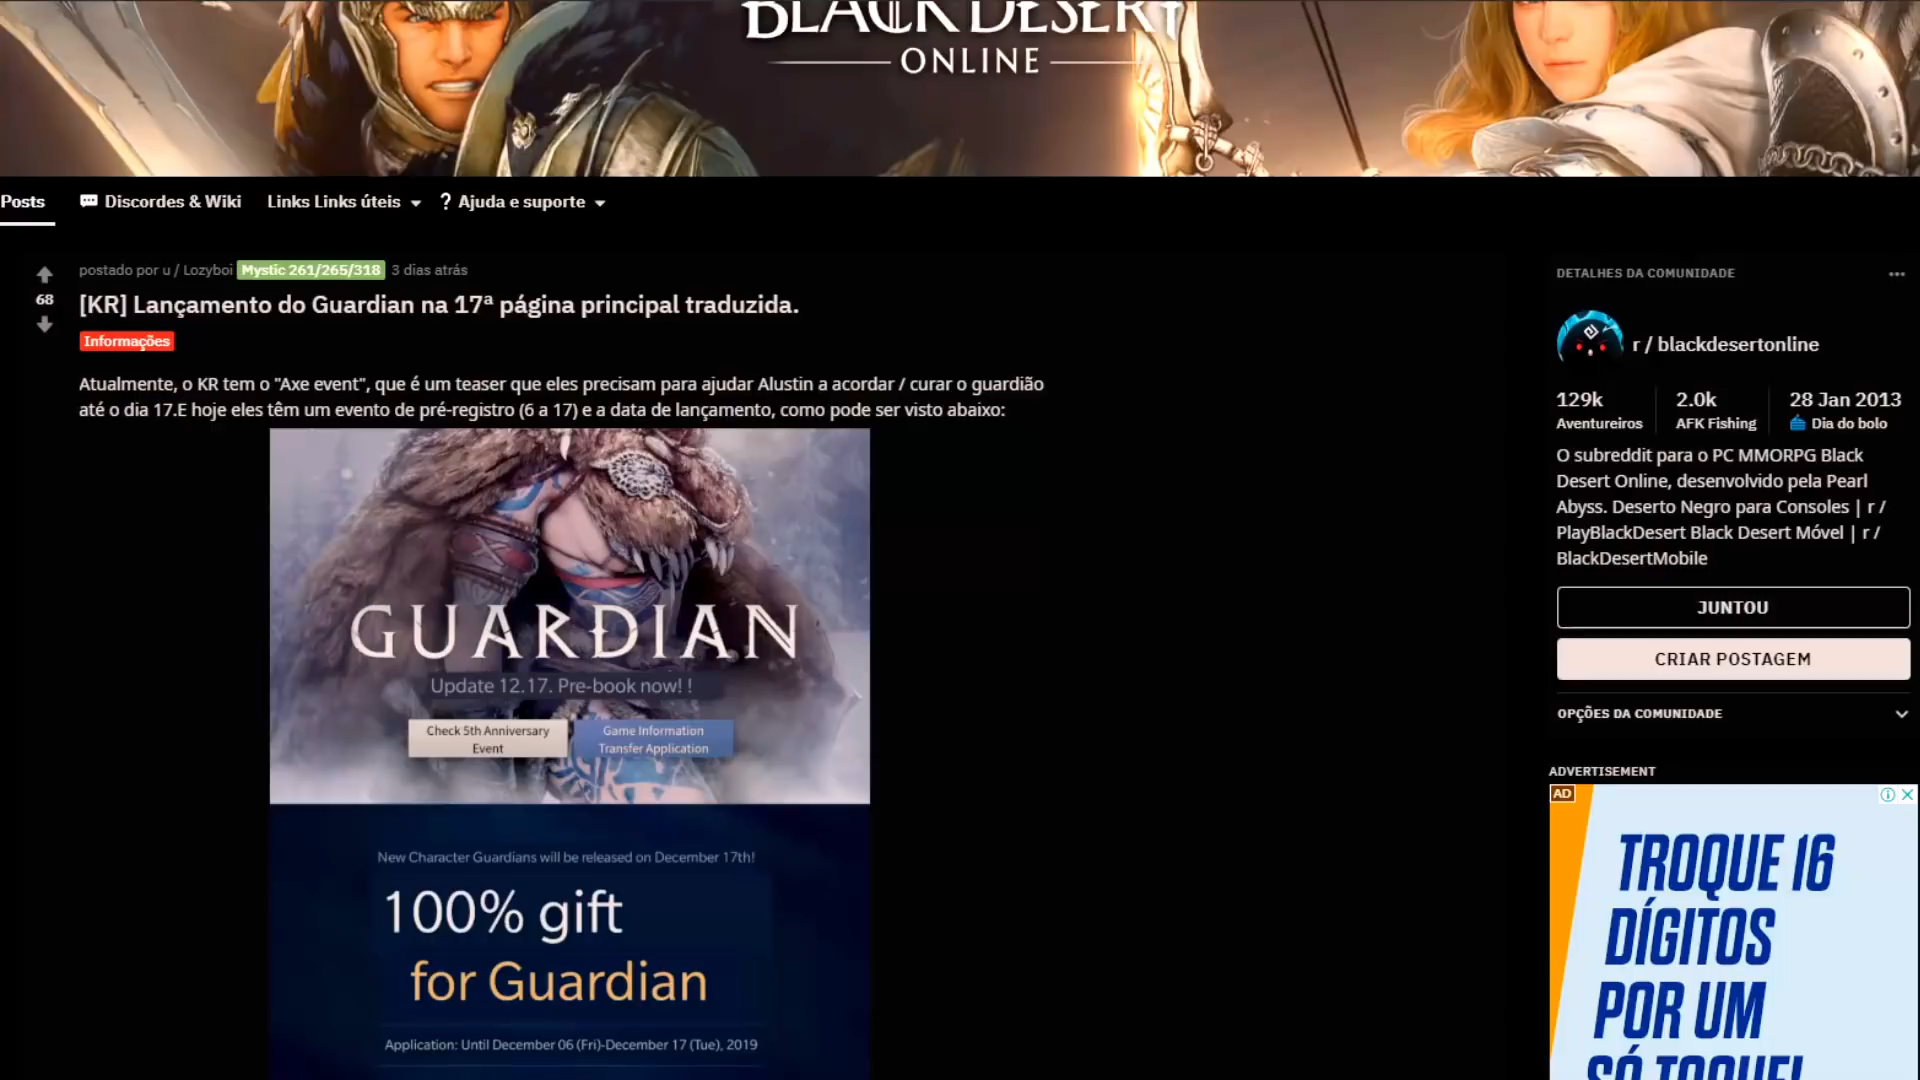 BLACK DESERT
ONLINE
Posts
Discordes & Wiki
Links Links úteis
? Ajuda e suporte
postado por u / Lozyboi Mystic 261/265/318 3 dias atrás
68
[KR] Lançamento do Guardian na 17ª página principal traduzida.
Informações
Atualmente, o KR tem o "Axe event", que é um teaser que eles precisam para ajudar Alustin a acordar / curar o guardião
até o dia 17.E hoje eles têm um evento de pré-registro (6 a 17) e a data de lançamento, como pode ser visto abaixo:
GUARDIAN
Update 12.17. Pre-book now! !
Check 5th Anniversary
Event
Game Information
Transfer Application
New Character Guardians will be released on December 17th!
100% gift
for Guardian
Application: Until December 06 (Fri)-December 17 (Tue), 2019
DETALHES DA COMUNIDADE
r / blackdesertonline
129k
Aventureiros
2.0k
AFK Fishing
28 Jan 2013
Dia do bolo
O subreddit para o PC MMORPG Black
Desert Online, desenvolvido pela Pearl
Abyss. Deserto Negro para Consoles | r /
PlayBlackDesert Black Desert Móvel | r /
BlackDesertMobile
JUNTOU
CRIAR POSTAGEM
OPÇÕES DA COMUNIDADE
ADVERTISEMENT
AD
TROQUE 16
DÍGITOS
POR UM
SÓ TOQUE!